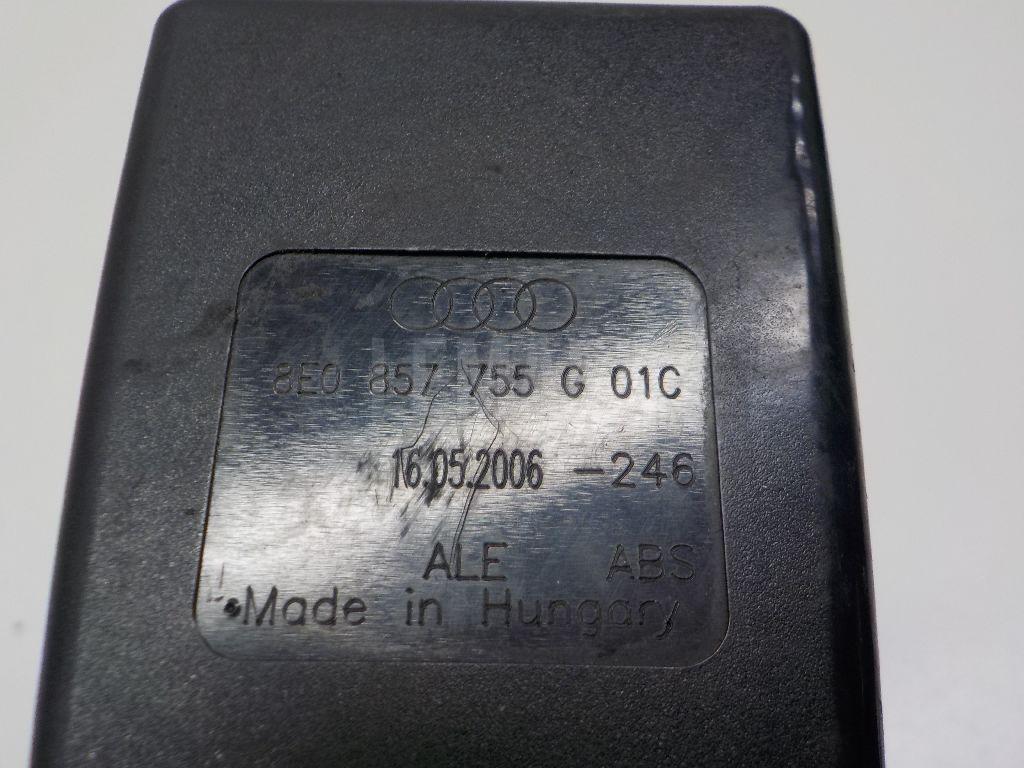 8E0 857 755 G 01C
16.05.2006 -246
ALE ABS
Made in Hungary